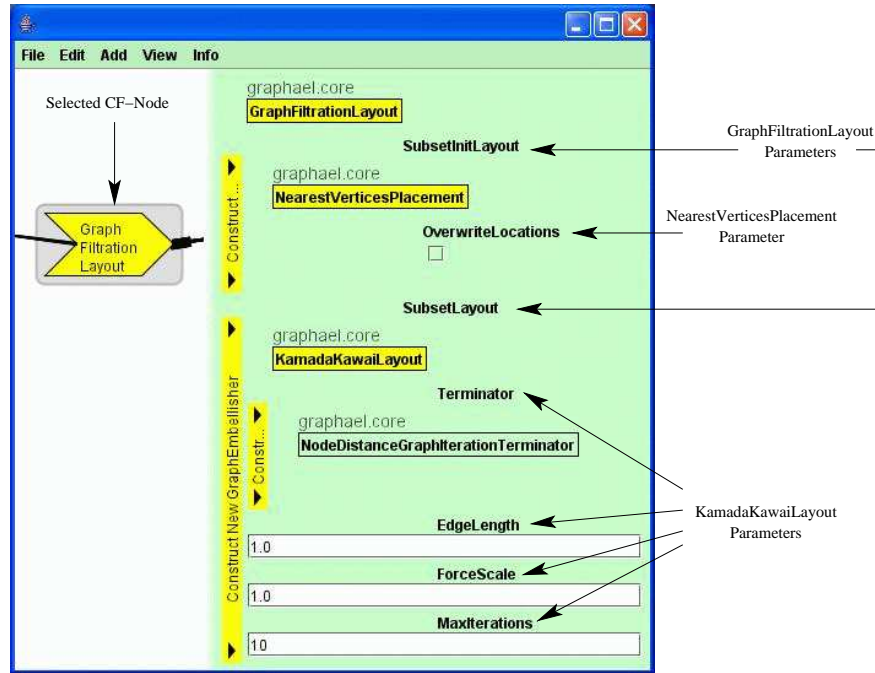 File Edit Add View Info
Selected CF-Node
Graph
Filtration
Layout
graphael.core
GraphFiltrationLayout
SubsetInitLayout
Construct ...
graphael.core
NearestVerticesPlacement
OverwriteLocations
SubsetLayout
Construct New GraphEmbellisher
graphael.core
KamadaKawaiLayout
Terminator
Constr...
graphael.core
NodeDistanceGraphIterationTerminator
EdgeLength
1.0
ForceScale
1.0
MaxIterations
10
GraphFiltrationLayout
Parameters
NearestVerticesPlacement
Parameter
KamadaKawaiLayout
Parameters